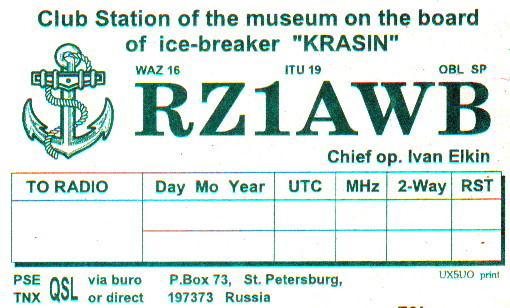 Club Station of the museum on the board
of ice-breaker "KRASIN"
WAZ 16 ITU 19 OBL SP
RZ1AWB
Chief op. Ivan Elkin
TO RADIO Day Mo Year UTC MHz 2-Way RST
PSE QSL via buro P.Box 73, St. Petersburg,
TNX or direct 197373 Russia
UX5UO print